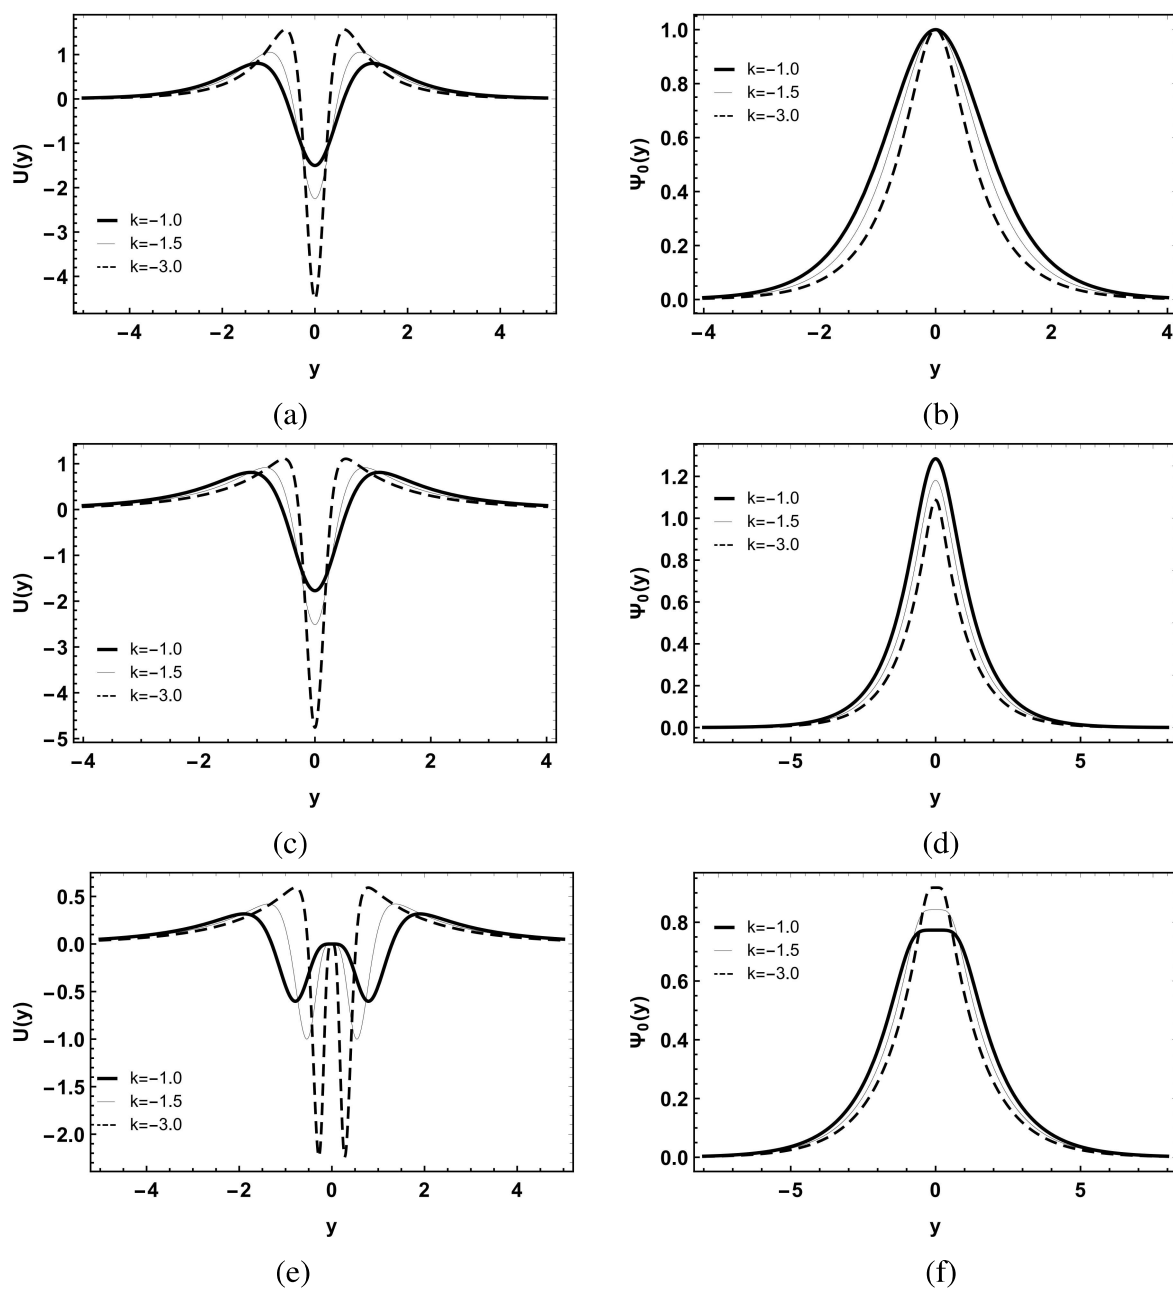 U(y)
1
0
−1
−2
−3
−4
k=−1.0
k=−1.5
k=−3.0
−4 −2 0 2 4
y
(a)
Ψ0(y)
1.0
0.8
0.6
0.4
0.2
0.0
k=−1.0
k=−1.5
k=−3.0
−4 −2 0 2 4
y
(b)
U(y)
1
0
−1
−2
−3
−4
−5
k=−1.0
k=−1.5
k=−3.0
−4 −2 0 2 4
y
(c)
Ψ0(y)
1.2
1.0
0.8
0.6
0.4
0.2
0.0
k=−1.0
k=−1.5
k=−3.0
−5 0 5
y
(d)
U(y)
0.5
0.0
−0.5
−1.0
−1.5
−2.0
k=−1.0
k=−1.5
k=−3.0
−4 −2 0 2 4
y
(e)
Ψ0(y)
0.8
0.6
0.4
0.2
0.0
k=−1.0
k=−1.5
k=−3.0
−5 0 5
y
(f)